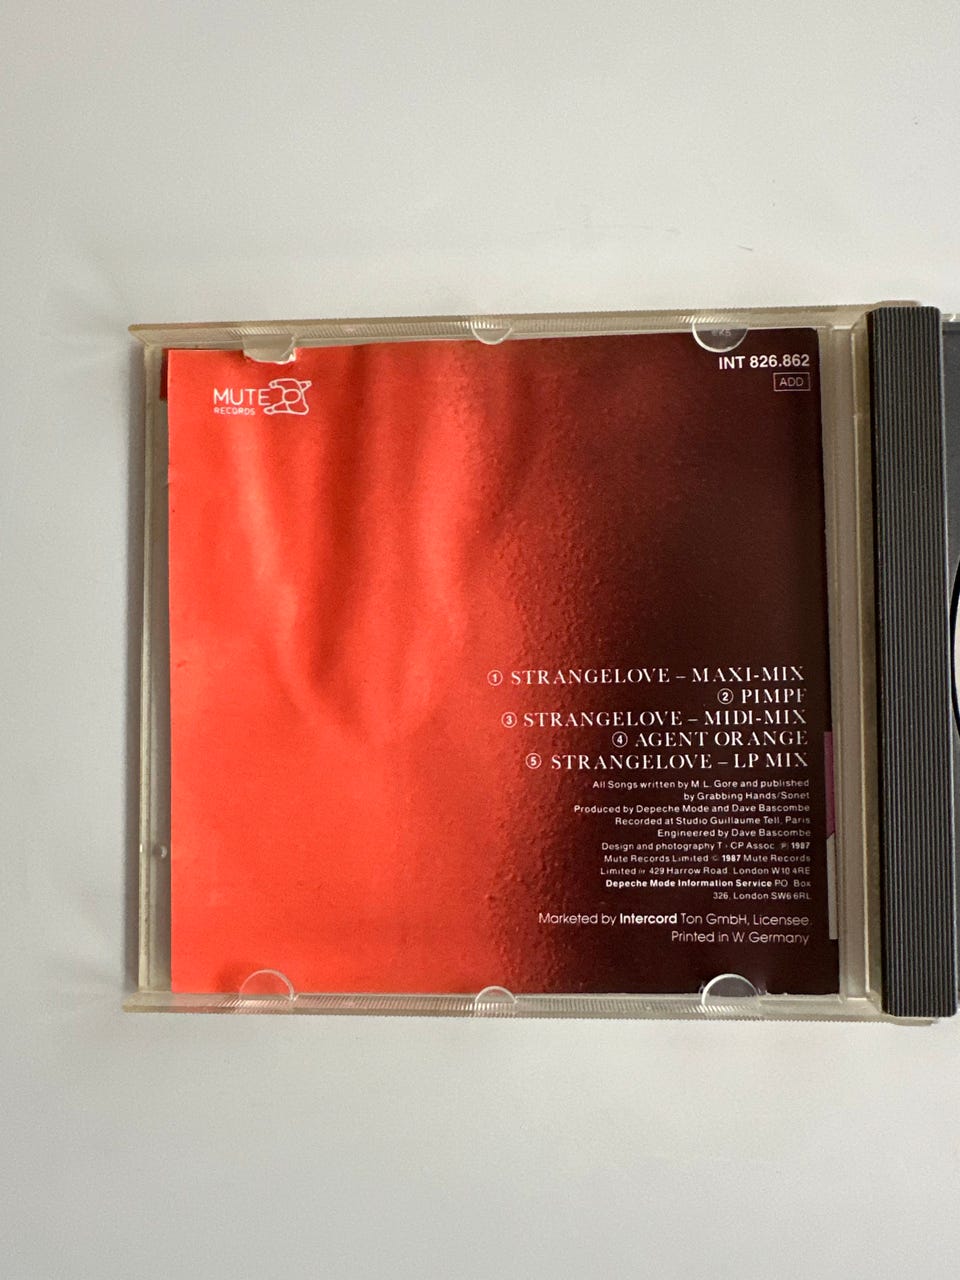 INT 826.862
ADD
MUTE
RECORDS
① STRANGELOVE – MAXI-MIX
② PIMPF
③ STRANGELOVE – MIDI-MIX
④ AGENT ORANGE
⑤ STRANGELOVE – LP MIX
All Songs written by M.L. Gore and published
by Grabbing Hands/Sonet
Produced by Depeche Mode and Dave Bascombe
Recorded at Studio Guillaume Tell, Paris
Engineered by Dave Bascombe
Design and photography T+CP Assoc ℗ 1987
Mute Records Limited © 1987 Mute Records
Limited 429 Harrow Road, London W10 4RE
Depeche Mode Information Service PO. Box
326, London SW6 6RL
Marketed by Intercord Ton GmbH, Licensee.
Printed in W. Germany